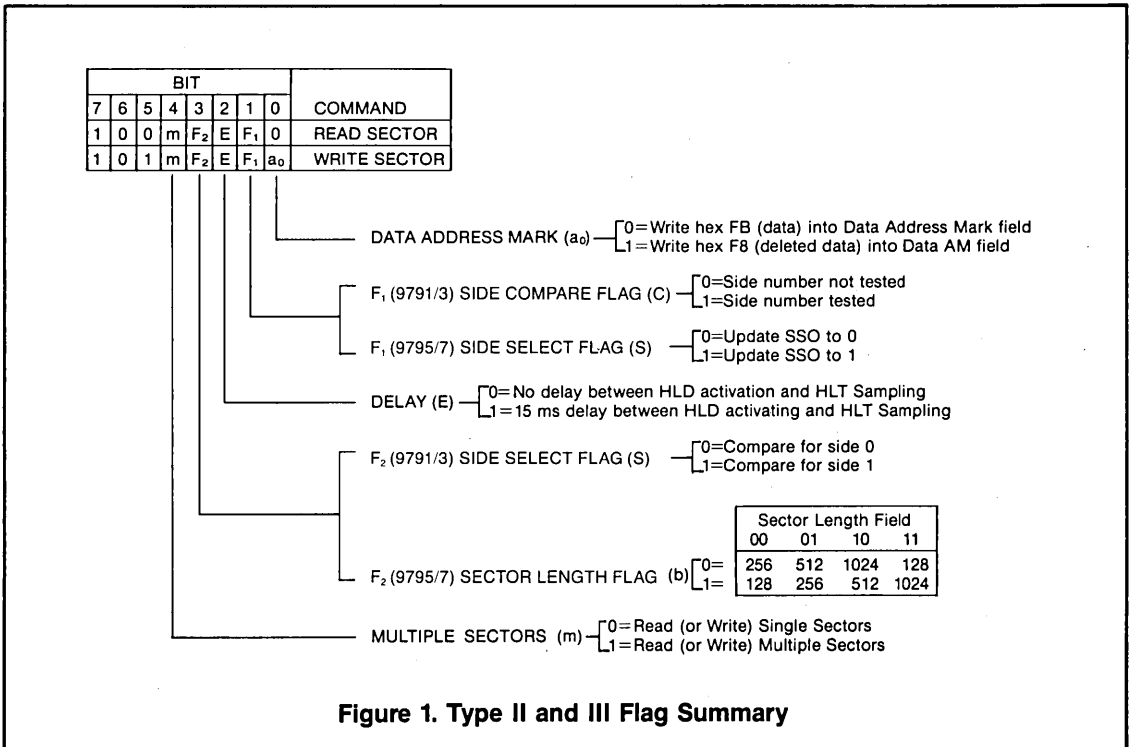 BIT
7 6 5 4 3 2 1 0 COMMAND
1 0 0 m F₂ E F₁ 0 READ SECTOR
1 0 1 m F₂ E F₁ a₀ WRITE SECTOR
DATA ADDRESS MARK (a₀)
0=Write hex FB (data) into Data Address Mark field
1=Write hex F8 (deleted data) into Data AM field
F₁ (9791/3) SIDE COMPARE FLAG (C)
0=Side number not tested
1=Side number tested
F₁ (9795/7) SIDE SELECT FLAG (S)
0=Update SSO to 0
1=Update SSO to 1
DELAY (E)
0=No delay between HLD activation and HLT Sampling
1=15 ms delay between HLD activating and HLT Sampling
F₂ (9791/3) SIDE SELECT FLAG (S)
0=Compare for side 0
1=Compare for side 1
Sector Length Field
00 01 10 11
F₂ (9795/7) SECTOR LENGTH FLAG (b)
0= 256 512 1024 128
1= 128 256 512 1024
MULTIPLE SECTORS (m)
0=Read (or Write) Single Sectors
1=Read (or Write) Multiple Sectors
Figure 1. Type II and III Flag Summary